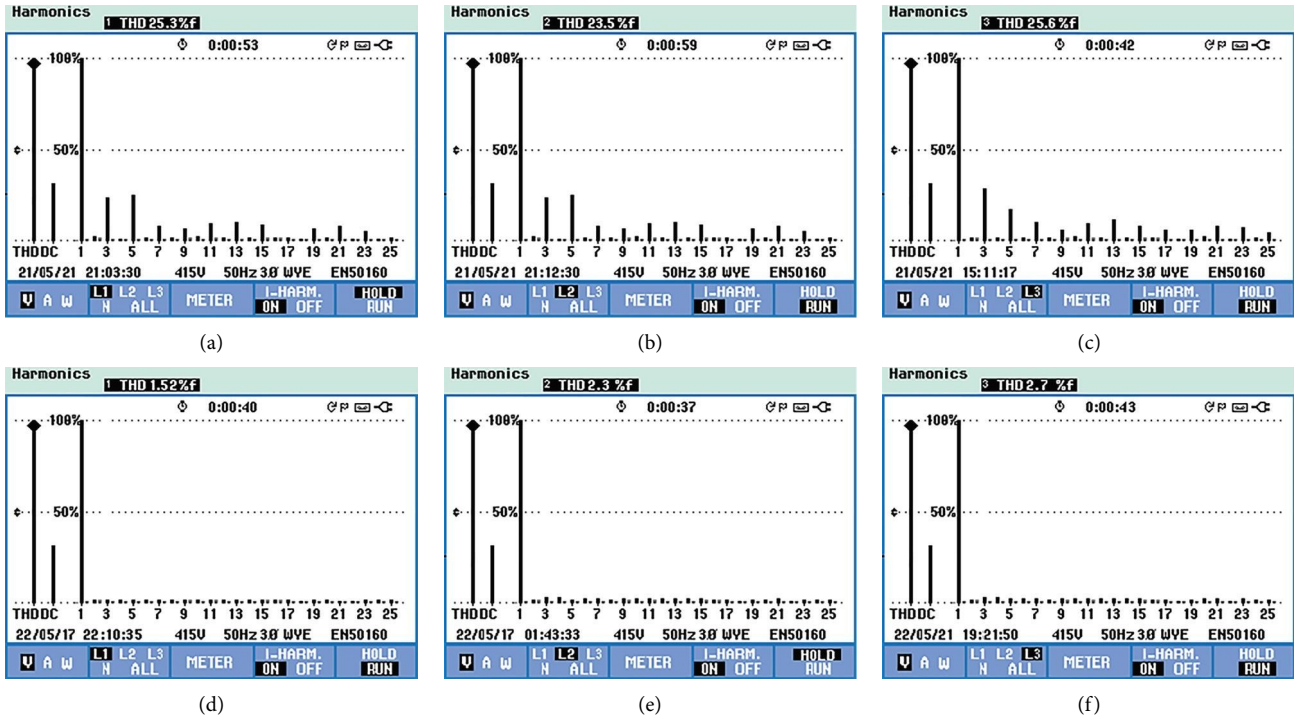 Harmonics
1 THD 25.3%f
0:00:53
100%
50%
THD DC 1 3 5 7 9 11 13 15 17 19 21 23 25
21/05/21 21:03:30 415V 50Hz 3Ø WYE EN50160
V A W L1 L2 L3 N ALL METER I-HARM. ON OFF HOLD RUN
(a)
Harmonics
2 THD 23.5%f
0:00:59
100%
50%
THD DC 1 3 5 7 9 11 13 15 17 19 21 23 25
21/05/21 21:12:30 415V 50Hz 3Ø WYE EN50160
V A W L1 L2 L3 N ALL METER I-HARM. ON OFF HOLD RUN
(b)
Harmonics
3 THD 25.6%f
0:00:42
100%
50%
THD DC 1 3 5 7 9 11 13 15 17 19 21 23 25
21/05/21 15:11:17 415V 50Hz 3Ø WYE EN50160
V A W L1 L2 L3 N ALL METER I-HARM. ON OFF HOLD RUN
(c)
Harmonics
1 THD 1.52%f
0:00:40
100%
50%
THD DC 1 3 5 7 9 11 13 15 17 19 21 23 25
22/05/17 22:10:35 415V 50Hz 3Ø WYE EN50160
V A W L1 L2 L3 N ALL METER I-HARM. ON OFF HOLD RUN
(d)
Harmonics
2 THD 2.3 %f
0:00:37
100%
50%
THD DC 1 3 5 7 9 11 13 15 17 19 21 23 25
22/05/17 01:43:33 415V 50Hz 3Ø WYE EN50160
V A W L1 L2 L3 N ALL METER I-HARM. ON OFF HOLD RUN
(e)
Harmonics
3 THD 2.7 %f
0:00:43
100%
50%
THD DC 1 3 5 7 9 11 13 15 17 19 21 23 25
22/05/21 19:21:50 415V 50Hz 3Ø WYE EN50160
V A W L1 L2 L3 N ALL METER I-HARM. ON OFF HOLD RUN
(f)